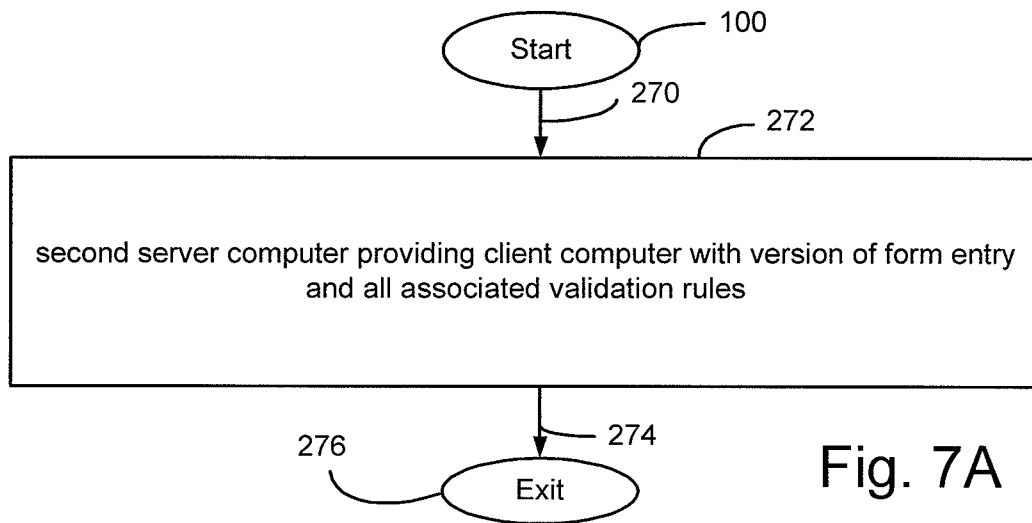 Start
100
270
272
second server computer providing client computer with version of form entry
and all associated validation rules
274
276
Exit
Fig. 7A